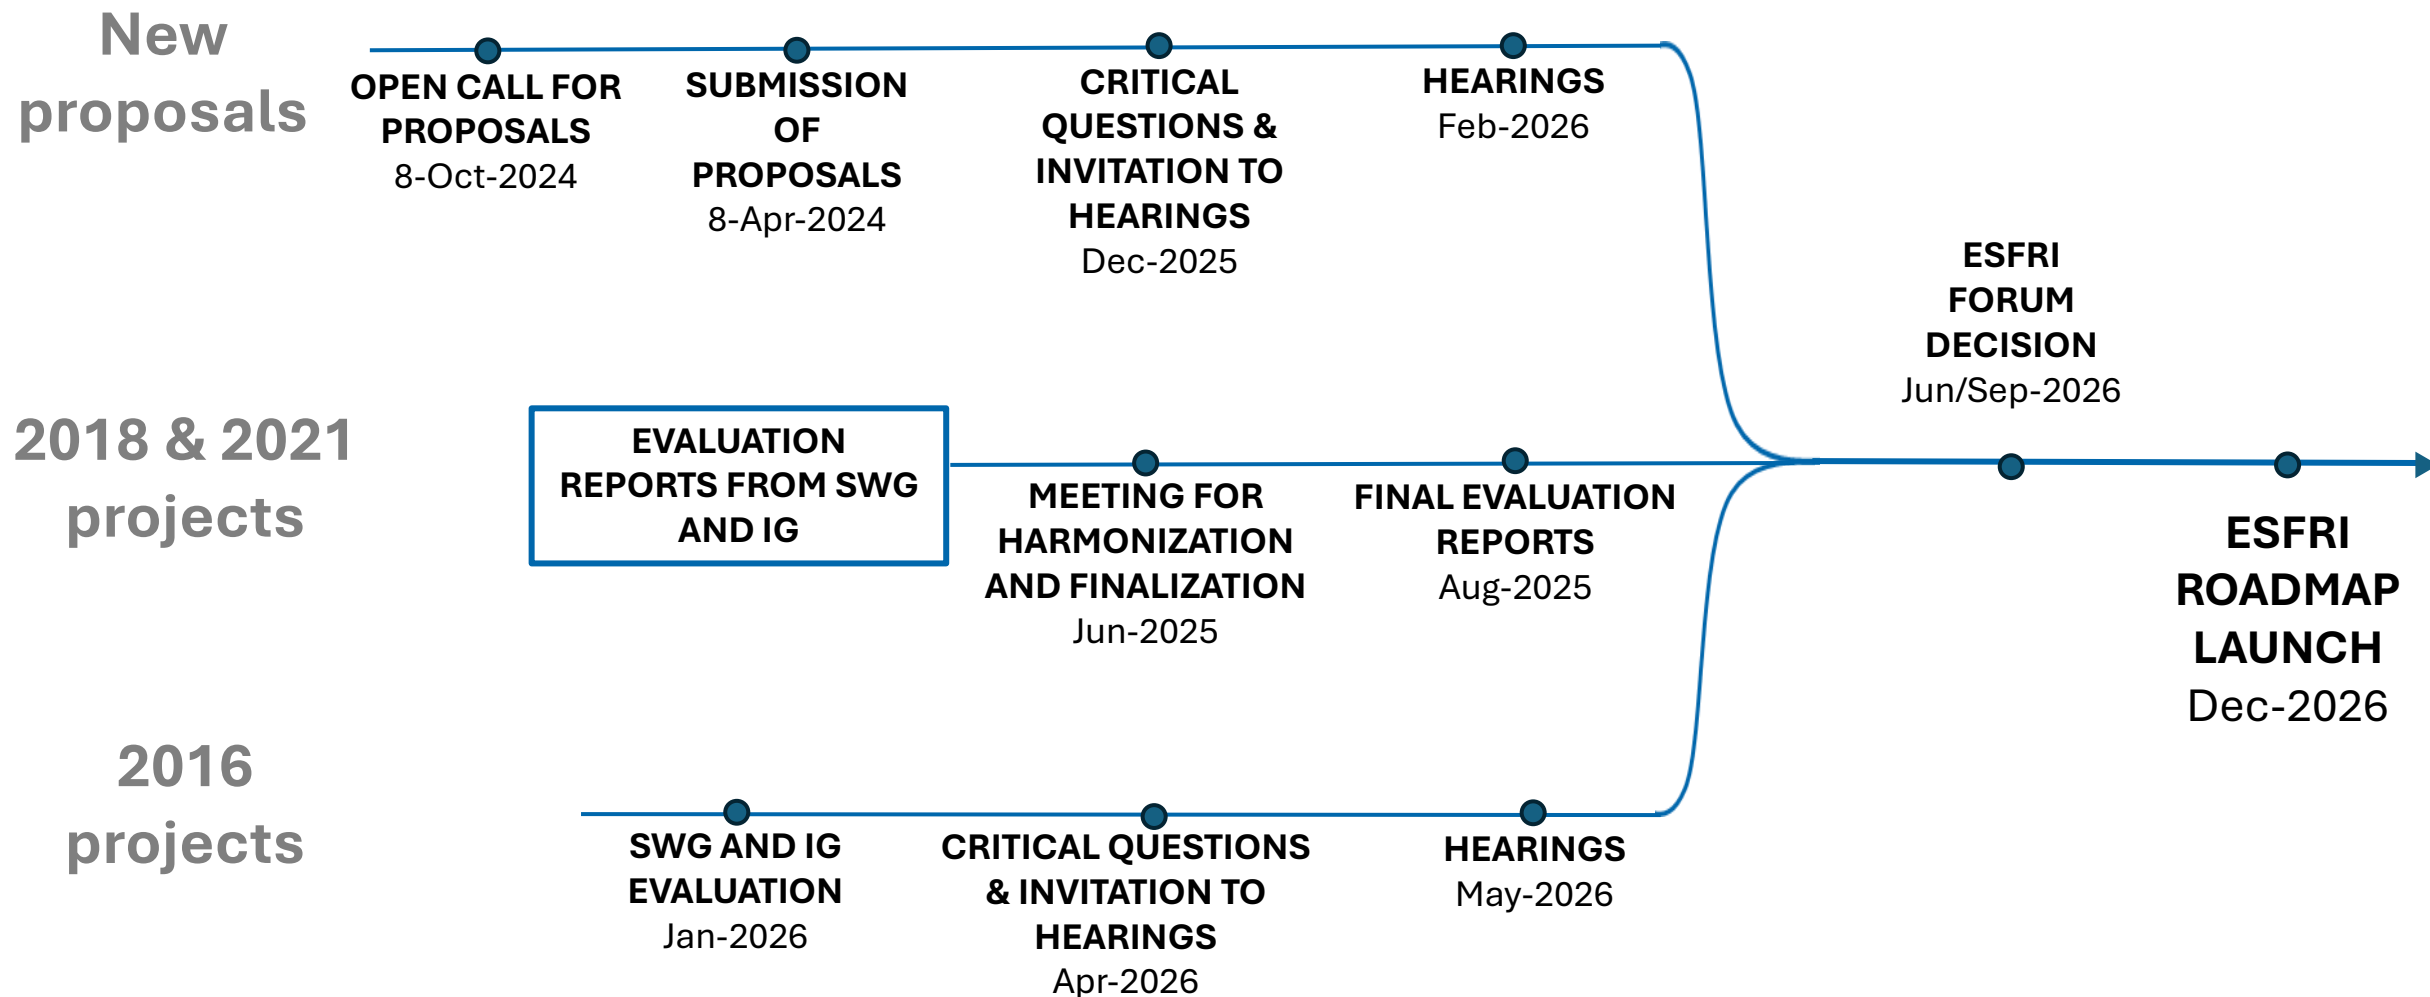 New
proposals
OPEN CALL FOR
PROPOSALS
8-Oct-2024
SUBMISSION
OF
PROPOSALS
8-Apr-2024
CRITICAL
QUESTIONS &
INVITATION TO
HEARINGS
Dec-2025
HEARINGS
Feb-2026
2018 & 2021
projects
EVALUATION
REPORTS FROM SWG
AND IG
MEETING FOR
HARMONIZATION
AND FINALIZATION
Jun-2025
FINAL EVALUATION
REPORTS
Aug-2025
2016
projects
SWG AND IG
EVALUATION
Jan-2026
CRITICAL QUESTIONS
& INVITATION TO
HEARINGS
Apr-2026
HEARINGS
May-2026
ESFRI
FORUM
DECISION
Jun/Sep-2026
ESFRI
ROADMAP
LAUNCH
Dec-2026